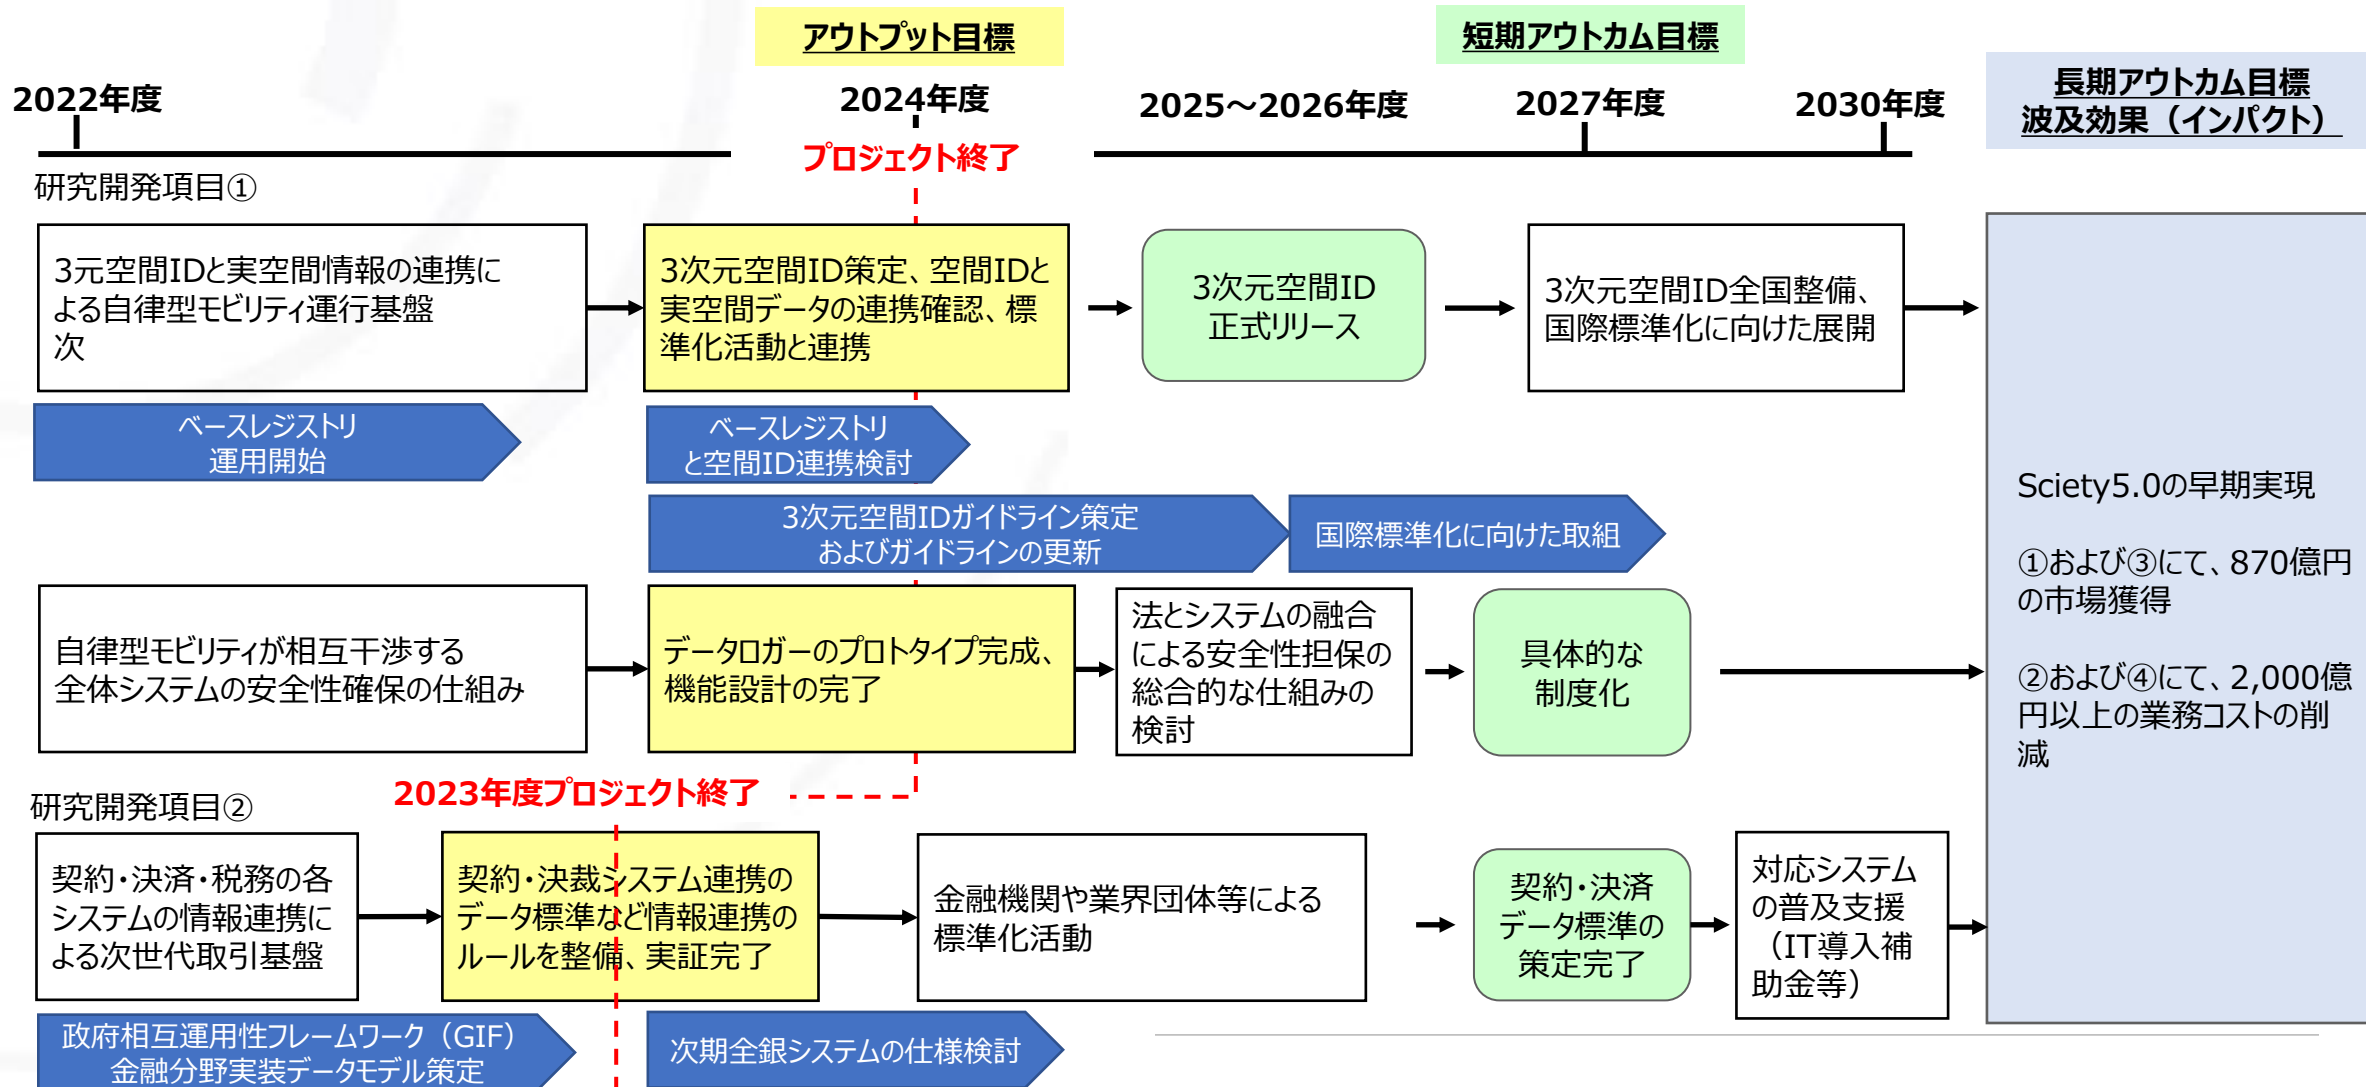 アウトプット目標
短期アウトカム目標
長期アウトカム目標
波及効果（インパクト）
2022年度
2024年度
2025～2026年度
2027年度
2030年度
プロジェクト終了
研究開発項目①
3元空間IDと実空間情報の連携に
よる自律型モビリティ運行基盤
次
3次元空間ID策定、空間IDと
実空間データの連携確認、標
準化活動と連携
3次元空間ID
正式リリース
3次元空間ID全国整備、
国際標準化に向けた展開
ベースレジストリ
運用開始
ベースレジストリ
と空間ID連携検討
3次元空間IDガイドライン策定
およびガイドラインの更新
国際標準化に向けた取組
自律型モビリティが相互干渉する
全体システムの安全性確保の仕組み
データロガーのプロトタイプ完成、
機能設計の完了
法とシステムの融合
による安全性担保の
総合的な仕組みの
検討
具体的な
制度化
Sciety5.0の早期実現
①および③にて、870億円
の市場獲得
②および④にて、2,000億
円以上の業務コストの削
減
2023年度プロジェクト終了
研究開発項目②
契約・決済・税務の各
システムの情報連携に
よる次世代取引基盤
契約・決裁システム連携の
データ標準など情報連携の
ルールを整備、実証完了
金融機関や業界団体等による
標準化活動
契約・決済
データ標準の
策定完了
対応システム
の普及支援
（IT導入補
助金等）
政府相互運用性フレームワーク（GIF）
金融分野実装データモデル策定
次期全銀システムの仕様検討